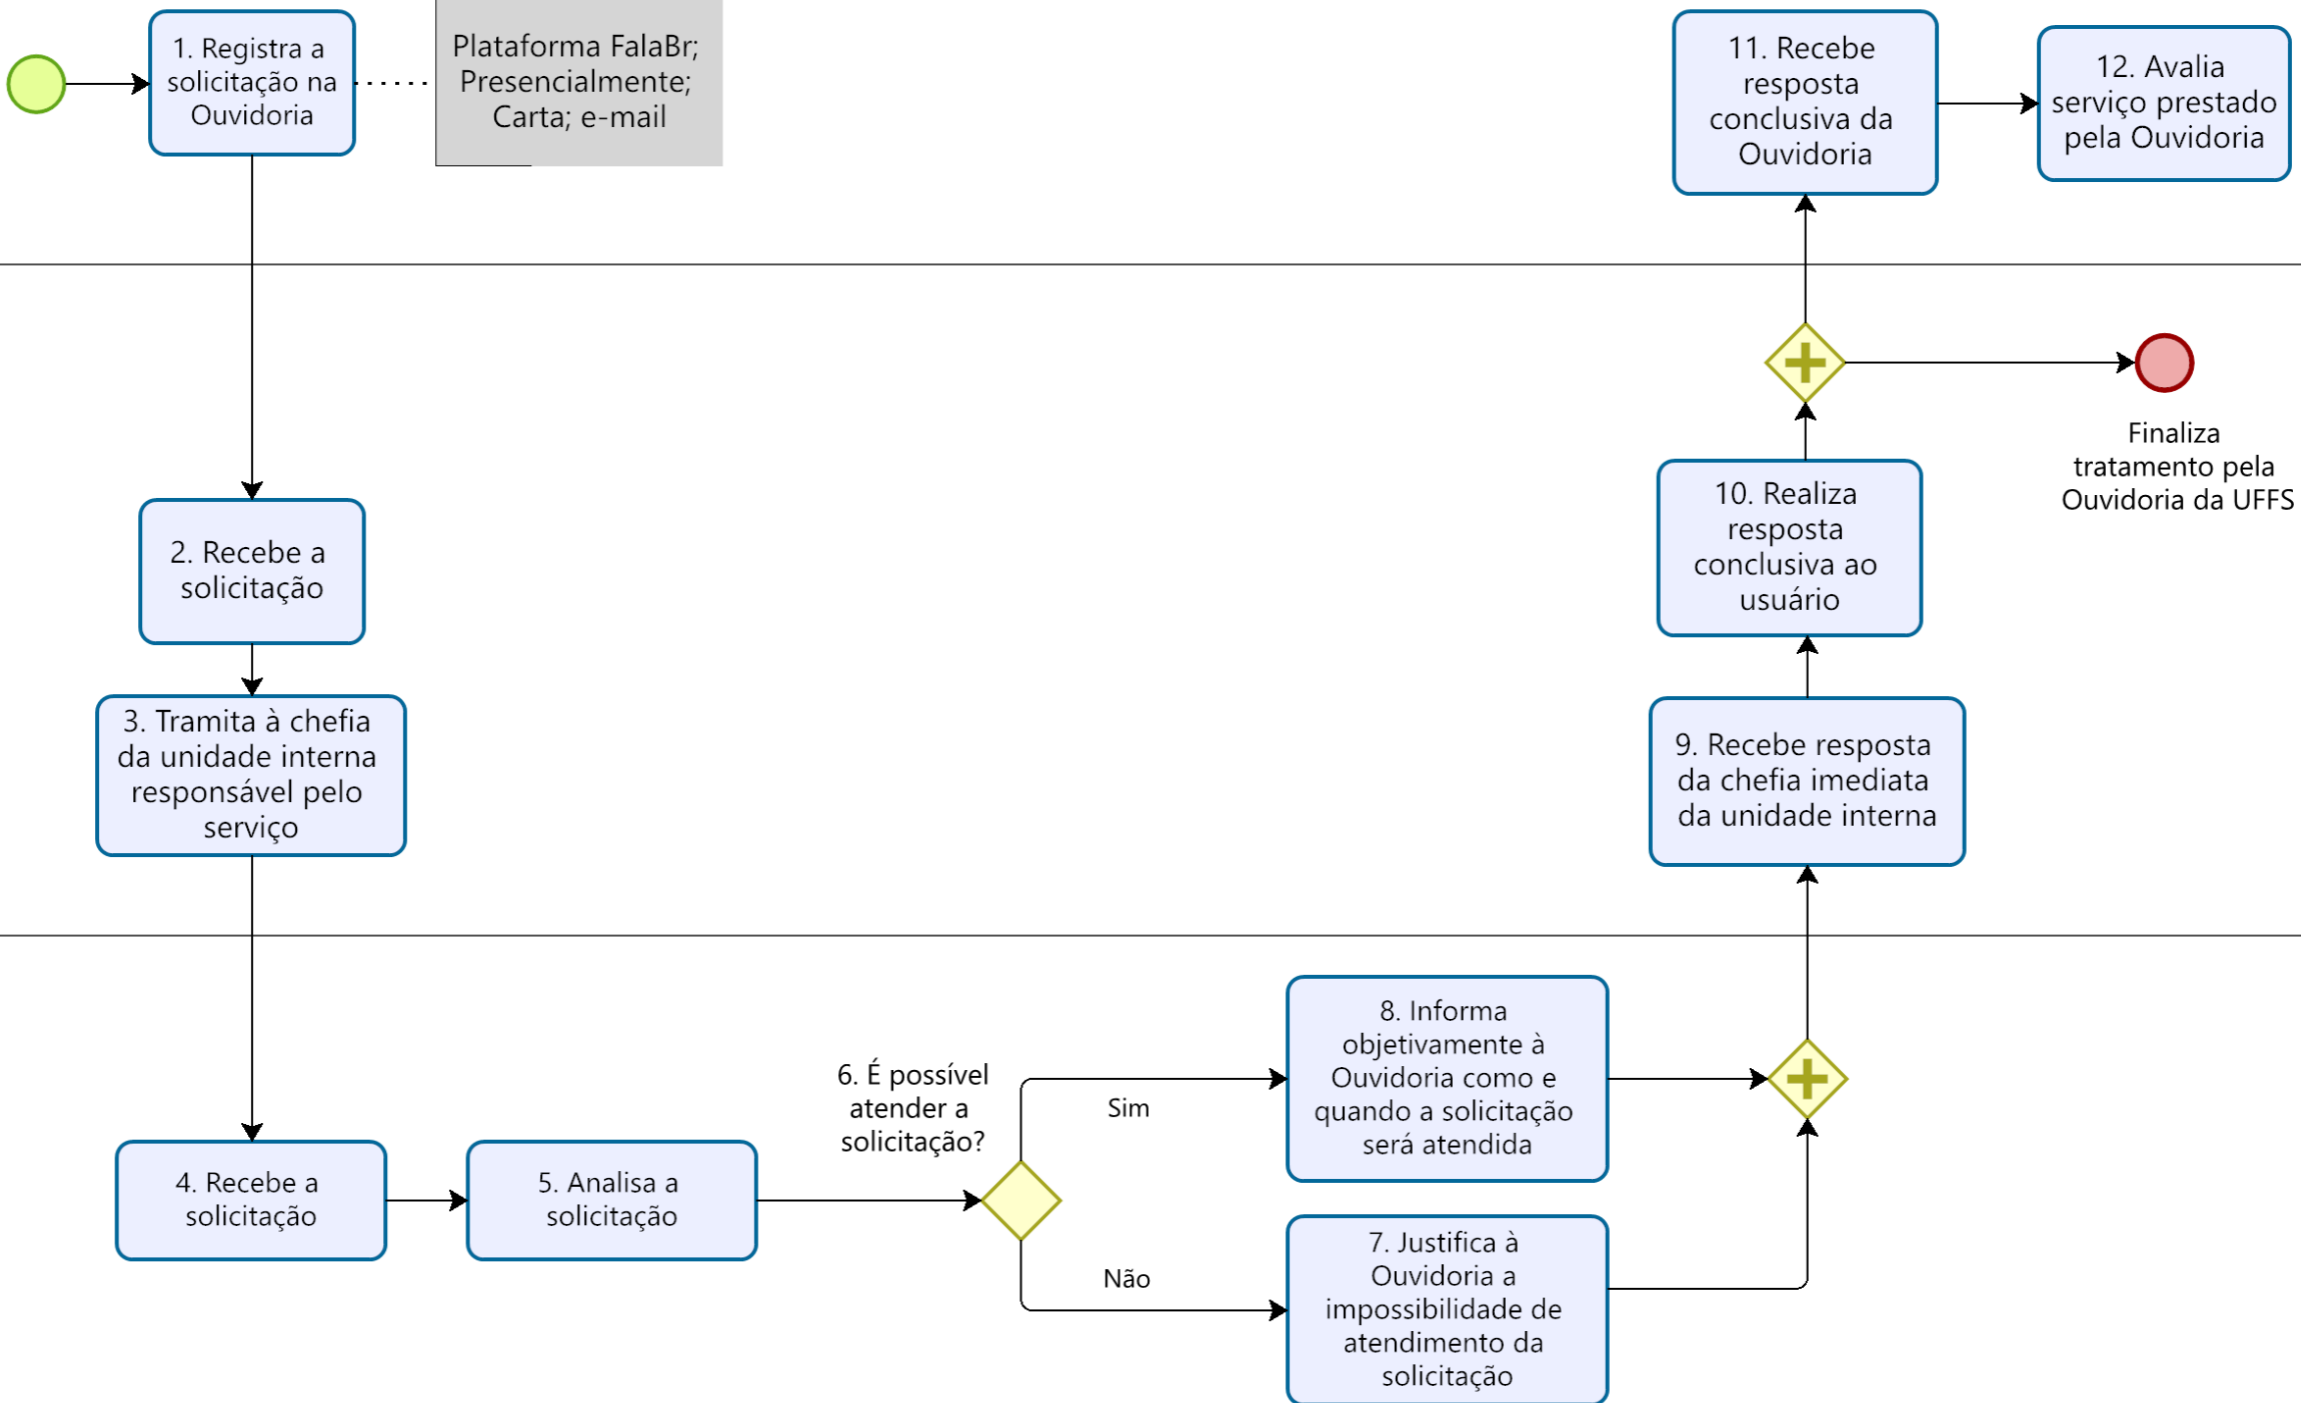 1. Registra a
solicitação na
Ouvidoria
Plataforma FalaBr;
Presencialmente;
Carta; e-mail
2. Recebe a
solicitação
3. Tramita à chefia
da unidade interna
responsável pelo
serviço
4. Recebe a
solicitação
5. Analisa a
solicitação
6. É possível
atender a
solicitação?
Sim
Não
7. Justifica à
Ouvidoria a
impossibilidade de
atendimento da
solicitação
8. Informa
objetivamente à
Ouvidoria como e
quando a solicitação
será atendida
9. Recebe resposta
da chefia imediata
da unidade interna
10. Realiza
resposta
conclusiva ao
usuário
Finaliza
tratamento pela
Ouvidoria da UFFS
11. Recebe
resposta
conclusiva da
Ouvidoria
12. Avalia
serviço prestado
pela Ouvidoria